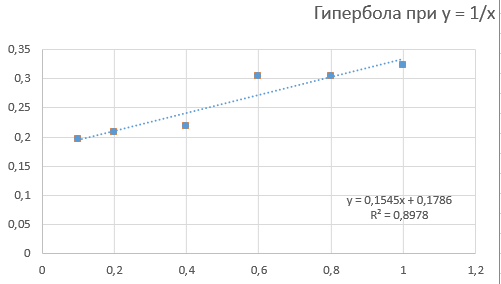 Гипербола при y = 1/x
0,35
0,3
0,25
0,2
0,15
0,1
0,05
0
y = 0,1545x + 0,1786
R² = 0,8978
0 0,2 0,4 0,6 0,8 1 1,2